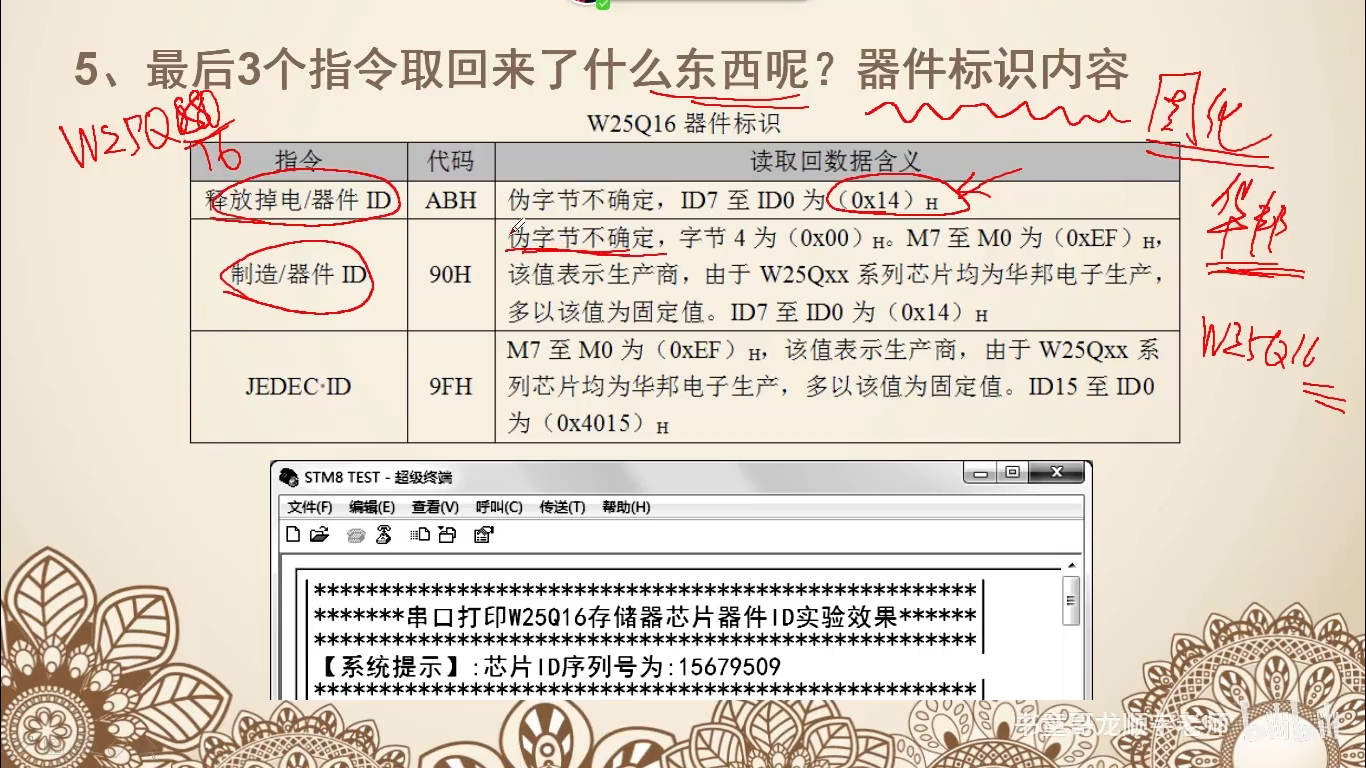 5、最后3个指令取回来了什么东西呢？器件标识内容
W25Q16 器件标识
W25Q
16
固化
指令 代码 读取回数据含义
释放掉电/器件 ID ABH 伪字节不确定，ID7 至 ID0 为（0x14）H
华邦
制造/器件 ID 90H 伪字节不确定，字节 4 为（0x00）H。M7 至 M0 为（0xEF）H，
该值表示生产商，由于 W25Qxx 系列芯片均为华邦电子生产，
多以该值为固定值。ID7 至 ID0 为（0x14）H
W25Q16
JEDEC·ID 9FH M7 至 M0 为（0xEF）H，该值表示生产商，由于 W25Qxx 系
列芯片均为华邦电子生产，多以该值为固定值。ID15 至 ID0
为（0x4015）H
STM8 TEST - 超级终端
文件(F) 编辑(E) 查看(V) 呼叫(C) 传送(T) 帮助(H)
*******串口打印W25Q16存储器芯片器件ID实验效果******
【系统提示】:芯片ID序列号为:15679509
bilibili